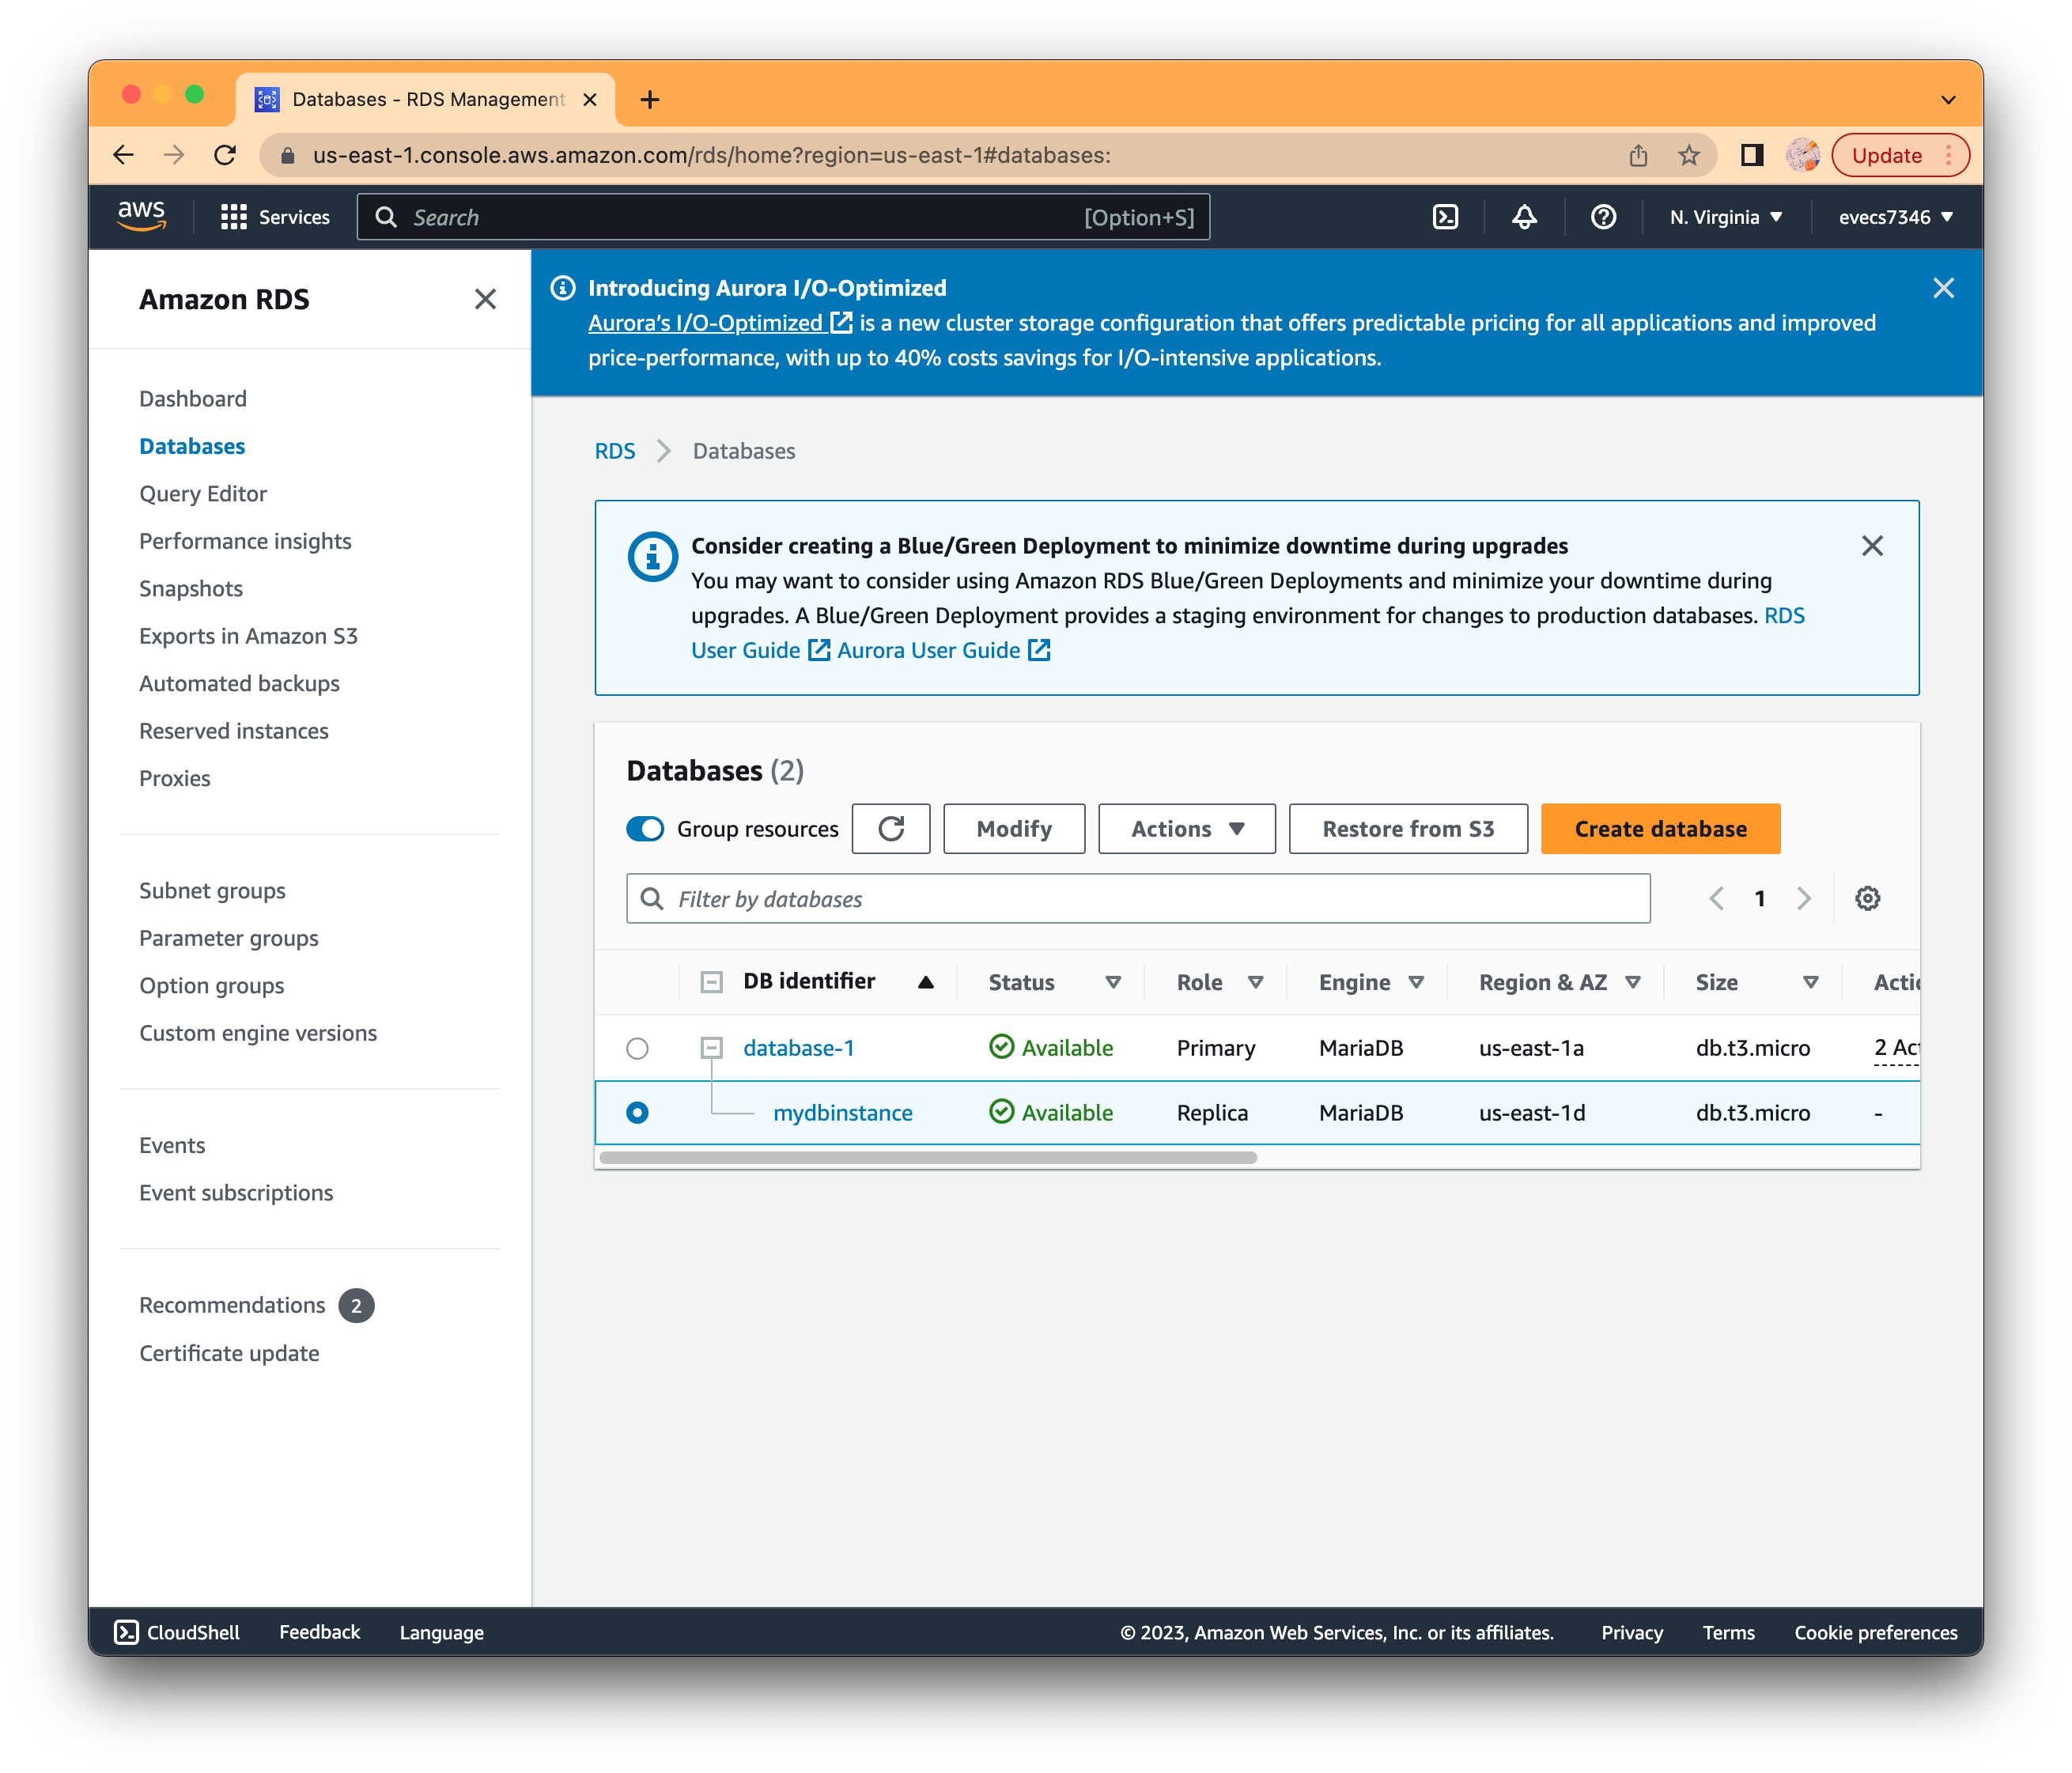 Databases - RDS Management
us-east-1.console.aws.amazon.com/rds/home?region=us-east-1#databases:
Update
aws
Services
Search
[Option+S]
N. Virginia
evecs7346
Amazon RDS
Dashboard
Databases
Query Editor
Performance insights
Snapshots
Exports in Amazon S3
Automated backups
Reserved instances
Proxies
Subnet groups
Parameter groups
Option groups
Custom engine versions
Events
Event subscriptions
Recommendations 2
Certificate update
Introducing Aurora I/O-Optimized
Aurora's I/O-Optimized is a new cluster storage configuration that offers predictable pricing for all applications and improved
price-performance, with up to 40% costs savings for I/O-intensive applications.
RDS Databases
Consider creating a Blue/Green Deployment to minimize downtime during upgrades
You may want to consider using Amazon RDS Blue/Green Deployments and minimize your downtime during
upgrades. A Blue/Green Deployment provides a staging environment for changes to production databases. RDS
User Guide Aurora User Guide
Databases (2)
Group resources Modify Actions Restore from S3 Create database
Filter by databases 1
DB identifier Status Role Engine Region & AZ Size Actic
database-1 Available Primary MariaDB us-east-1a db.t3.micro 2 Act
mydbinstance Available Replica MariaDB us-east-1d db.t3.micro -
CloudShell Feedback Language © 2023, Amazon Web Services, Inc. or its affiliates. Privacy Terms Cookie preferences